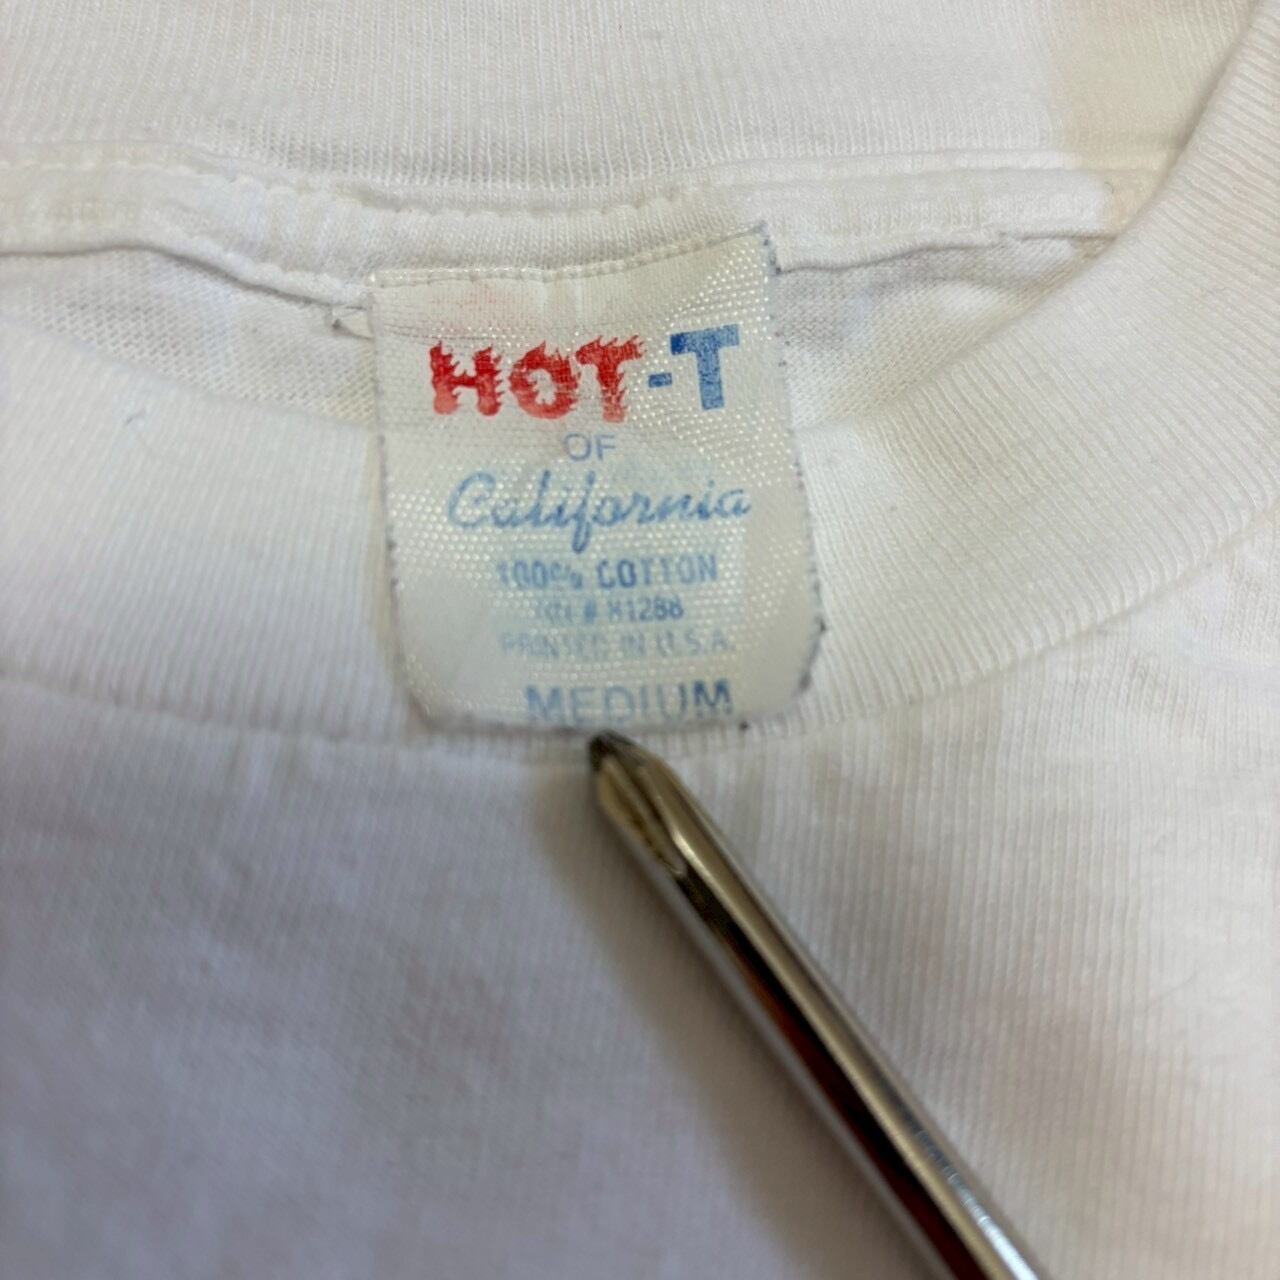 HOT-T
OF
California
100% COTTON
PRINTED IN U.S.A.
MEDIUM